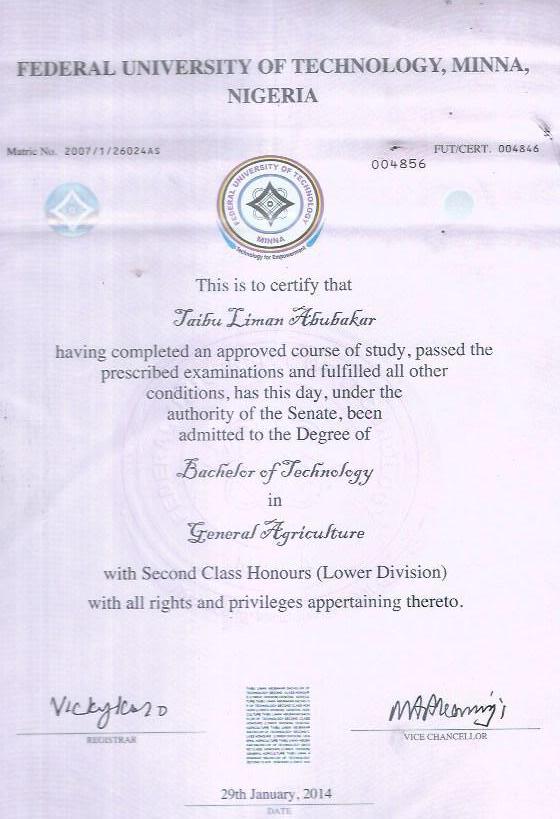 FEDERAL UNIVERSITY OF TECHNOLOGY, MINNA,
NIGERIA
Matric No. 2007/1/26024AS
FUT/CERT. 004846
004856
FEDERAL UNIVERSITY OF TECHNOLOGY
MINNA
Technology for Empowerment
This is to certify that
Taibu Liman Abubakar
having completed an approved course of study, passed the
prescribed examinations and fulfilled all other
conditions, has this day, under the
authority of the Senate, been
admitted to the Degree of
Bachelor of Technology
in
General Agriculture
with Second Class Honours (Lower Division)
with all rights and privileges appertaining thereto.
REGISTRAR
VICE CHANCELLOR
29th January, 2014
DATE